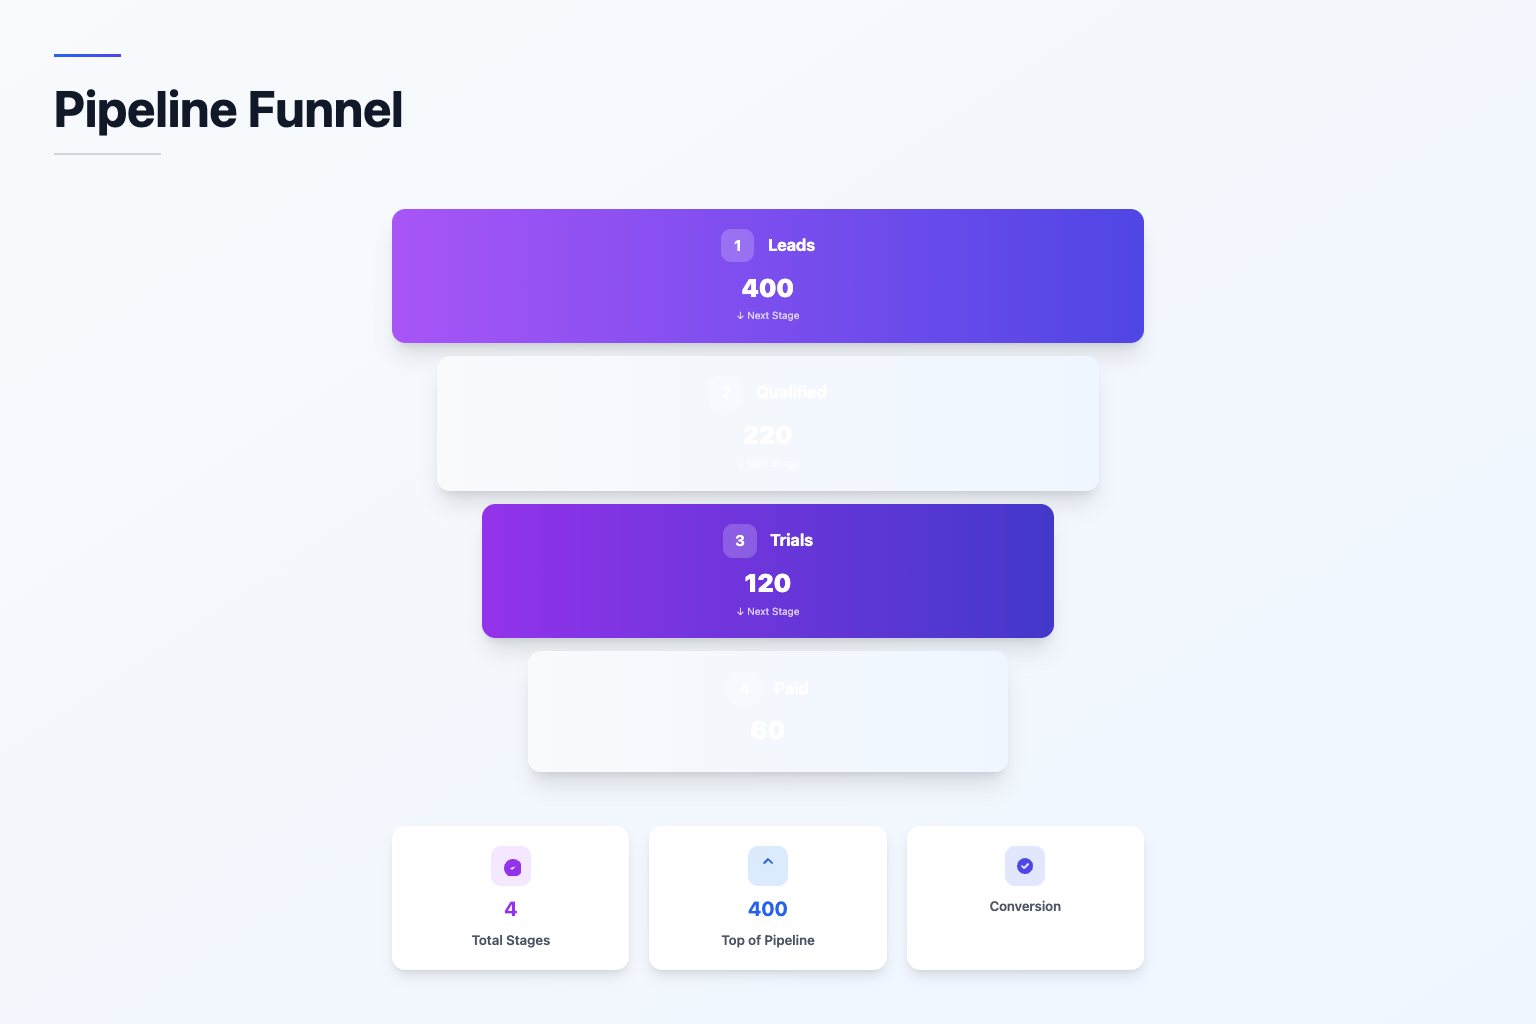 Pipeline Funnel
1 Leads
400
↓ Next Stage
2 Qualified
220
↓ Next Stage
3 Trials
120
↓ Next Stage
4 Paid
60
4
Total Stages
400
Top of Pipeline
Conversion